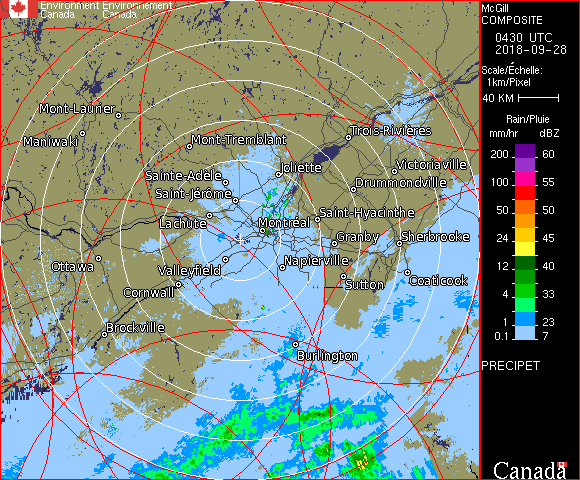 Environment Environnement
Canada Canada
McGill
COMPOSITE
0430 UTC
2018-09-28
Scale/Échelle:
1km/Pixel
40 KM
Rain/Pluie
mm/hr dBZ
200 60
100 55
50 50
24 45
12 40
4 33
1 23
0.1 7
PRECIPET
Canada
Mont-Laurier
Maniwaki
Mont-Tremblant
Trois-Rivières
Sainte-Adèle
Joliette
Victoriaville
Saint-Jérôme
Drummondville
Lachute
Montréal
Saint-Hyacinthe
Granby
Sherbrooke
Ottawa
Valleyfield
Napierville
Cornwall
Sutton
Coaticook
Brockville
Burlington